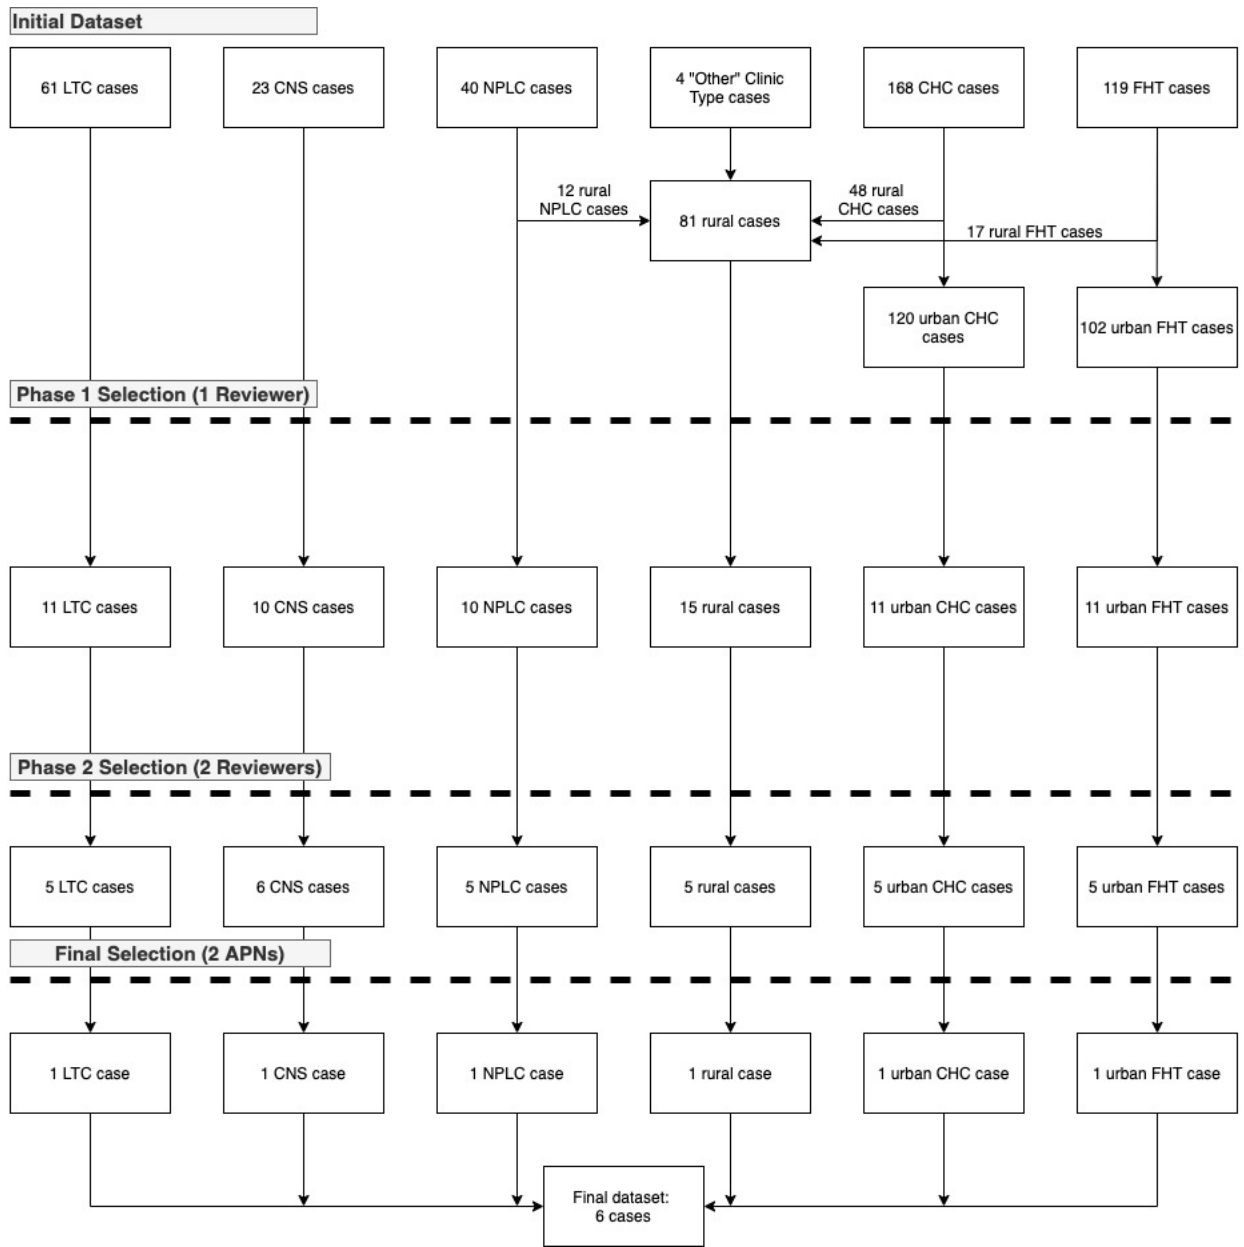 Initial Dataset
61 LTC cases
23 CNS cases
40 NPLC cases
4 "Other" Clinic
Type cases
168 CHC cases
119 FHT cases
12 rural
NPLC cases
81 rural cases
48 rural
CHC cases
17 rural FHT cases
120 urban CHC
cases
102 urban FHT cases
Phase 1 Selection (1 Reviewer)
11 LTC cases
10 CNS cases
10 NPLC cases
15 rural cases
11 urban CHC cases
11 urban FHT cases
Phase 2 Selection (2 Reviewers)
5 LTC cases
6 CNS cases
5 NPLC cases
5 rural cases
5 urban CHC cases
5 urban FHT cases
Final Selection (2 APNs)
1 LTC case
1 CNS case
1 NPLC case
1 rural case
1 urban CHC case
1 urban FHT case
Final dataset:
6 cases